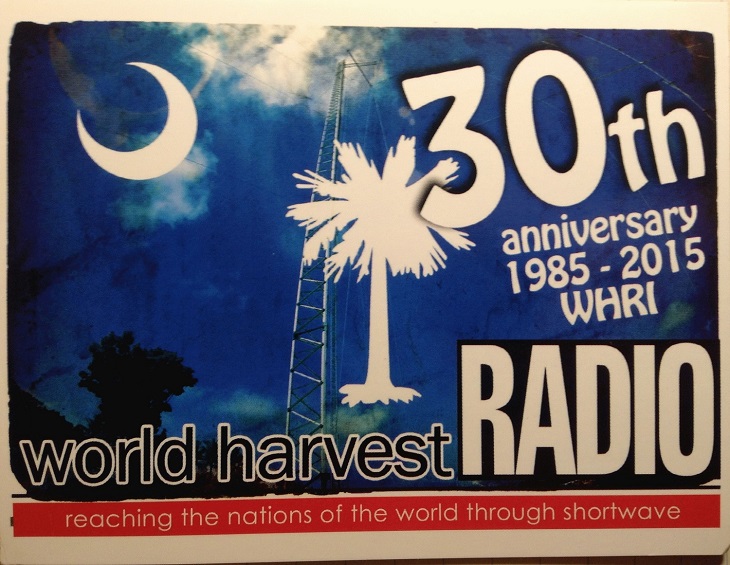 30th
anniversary
1985 - 2015
WHRI
world harvest RADIO
reaching the nations of the world through shortwave